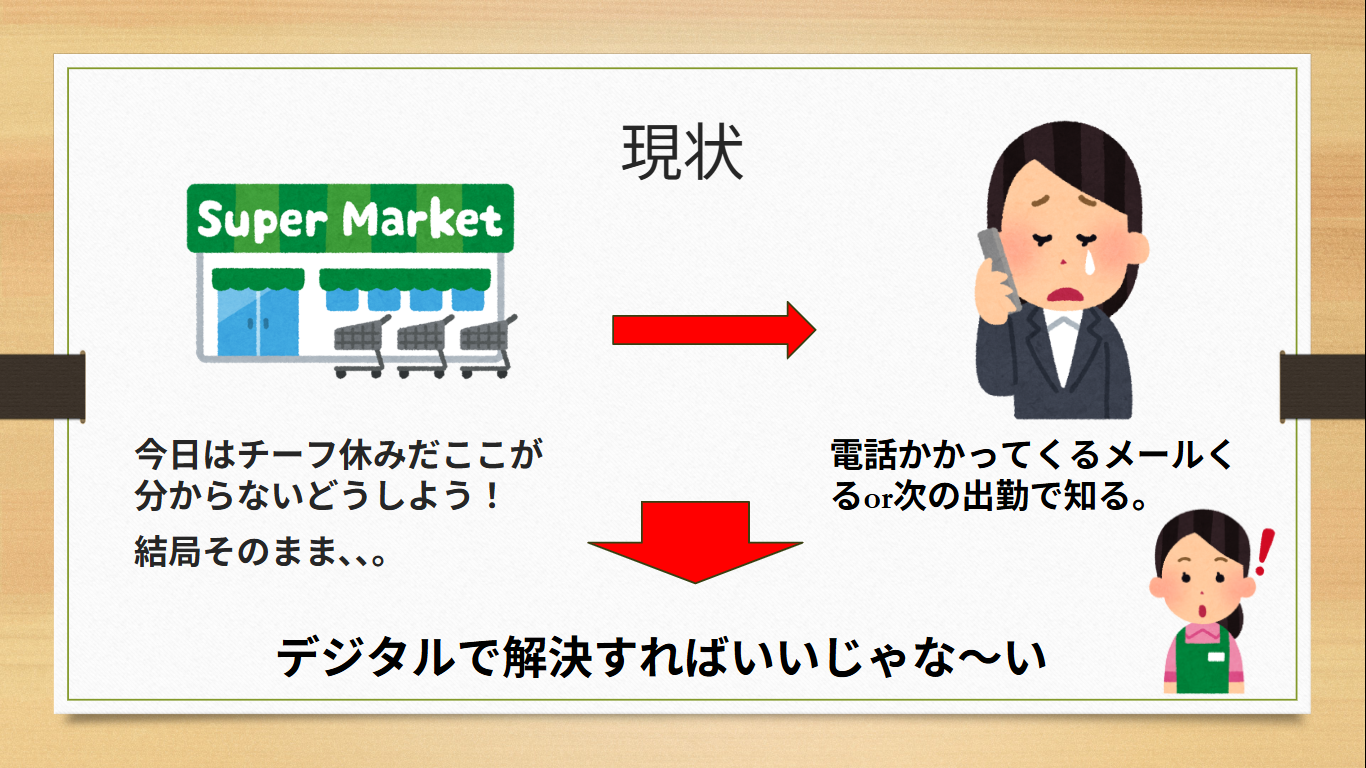 現状
Super Market
今日はチーフ休みだここが
分からないどうしよう！
結局そのまま、、。
電話かかってくるメールく
るor次の出勤で知る。
デジタルで解決すればいいじゃな～い